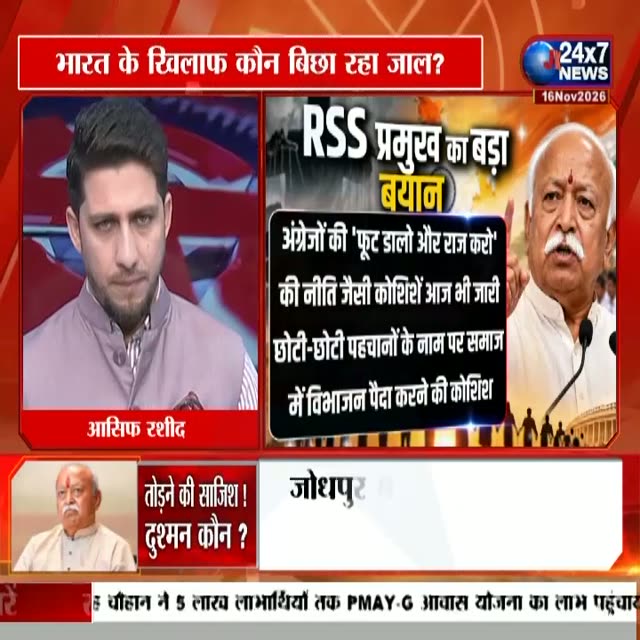 भारत के खिलाफ कौन बिछा रहा जाल?
24x7
NEWS
16Nov2026
RSS प्रमुख का बड़ा
बयान
अंग्रेजों की 'फूट डालो और राज करो'
की नीति जैसी कोशिशें आज भी जारी
छोटी-छोटी पहचानों के नाम पर समाज
में विभाजन पैदा करने की कोशिश
आसिफ रशीद
तोड़ने की साजिश!
दुश्मन कौन ?
जोधपुर
चौहान ने 5 लाख लाभार्थियों तक PMAY-G आवास योजना का लाभ